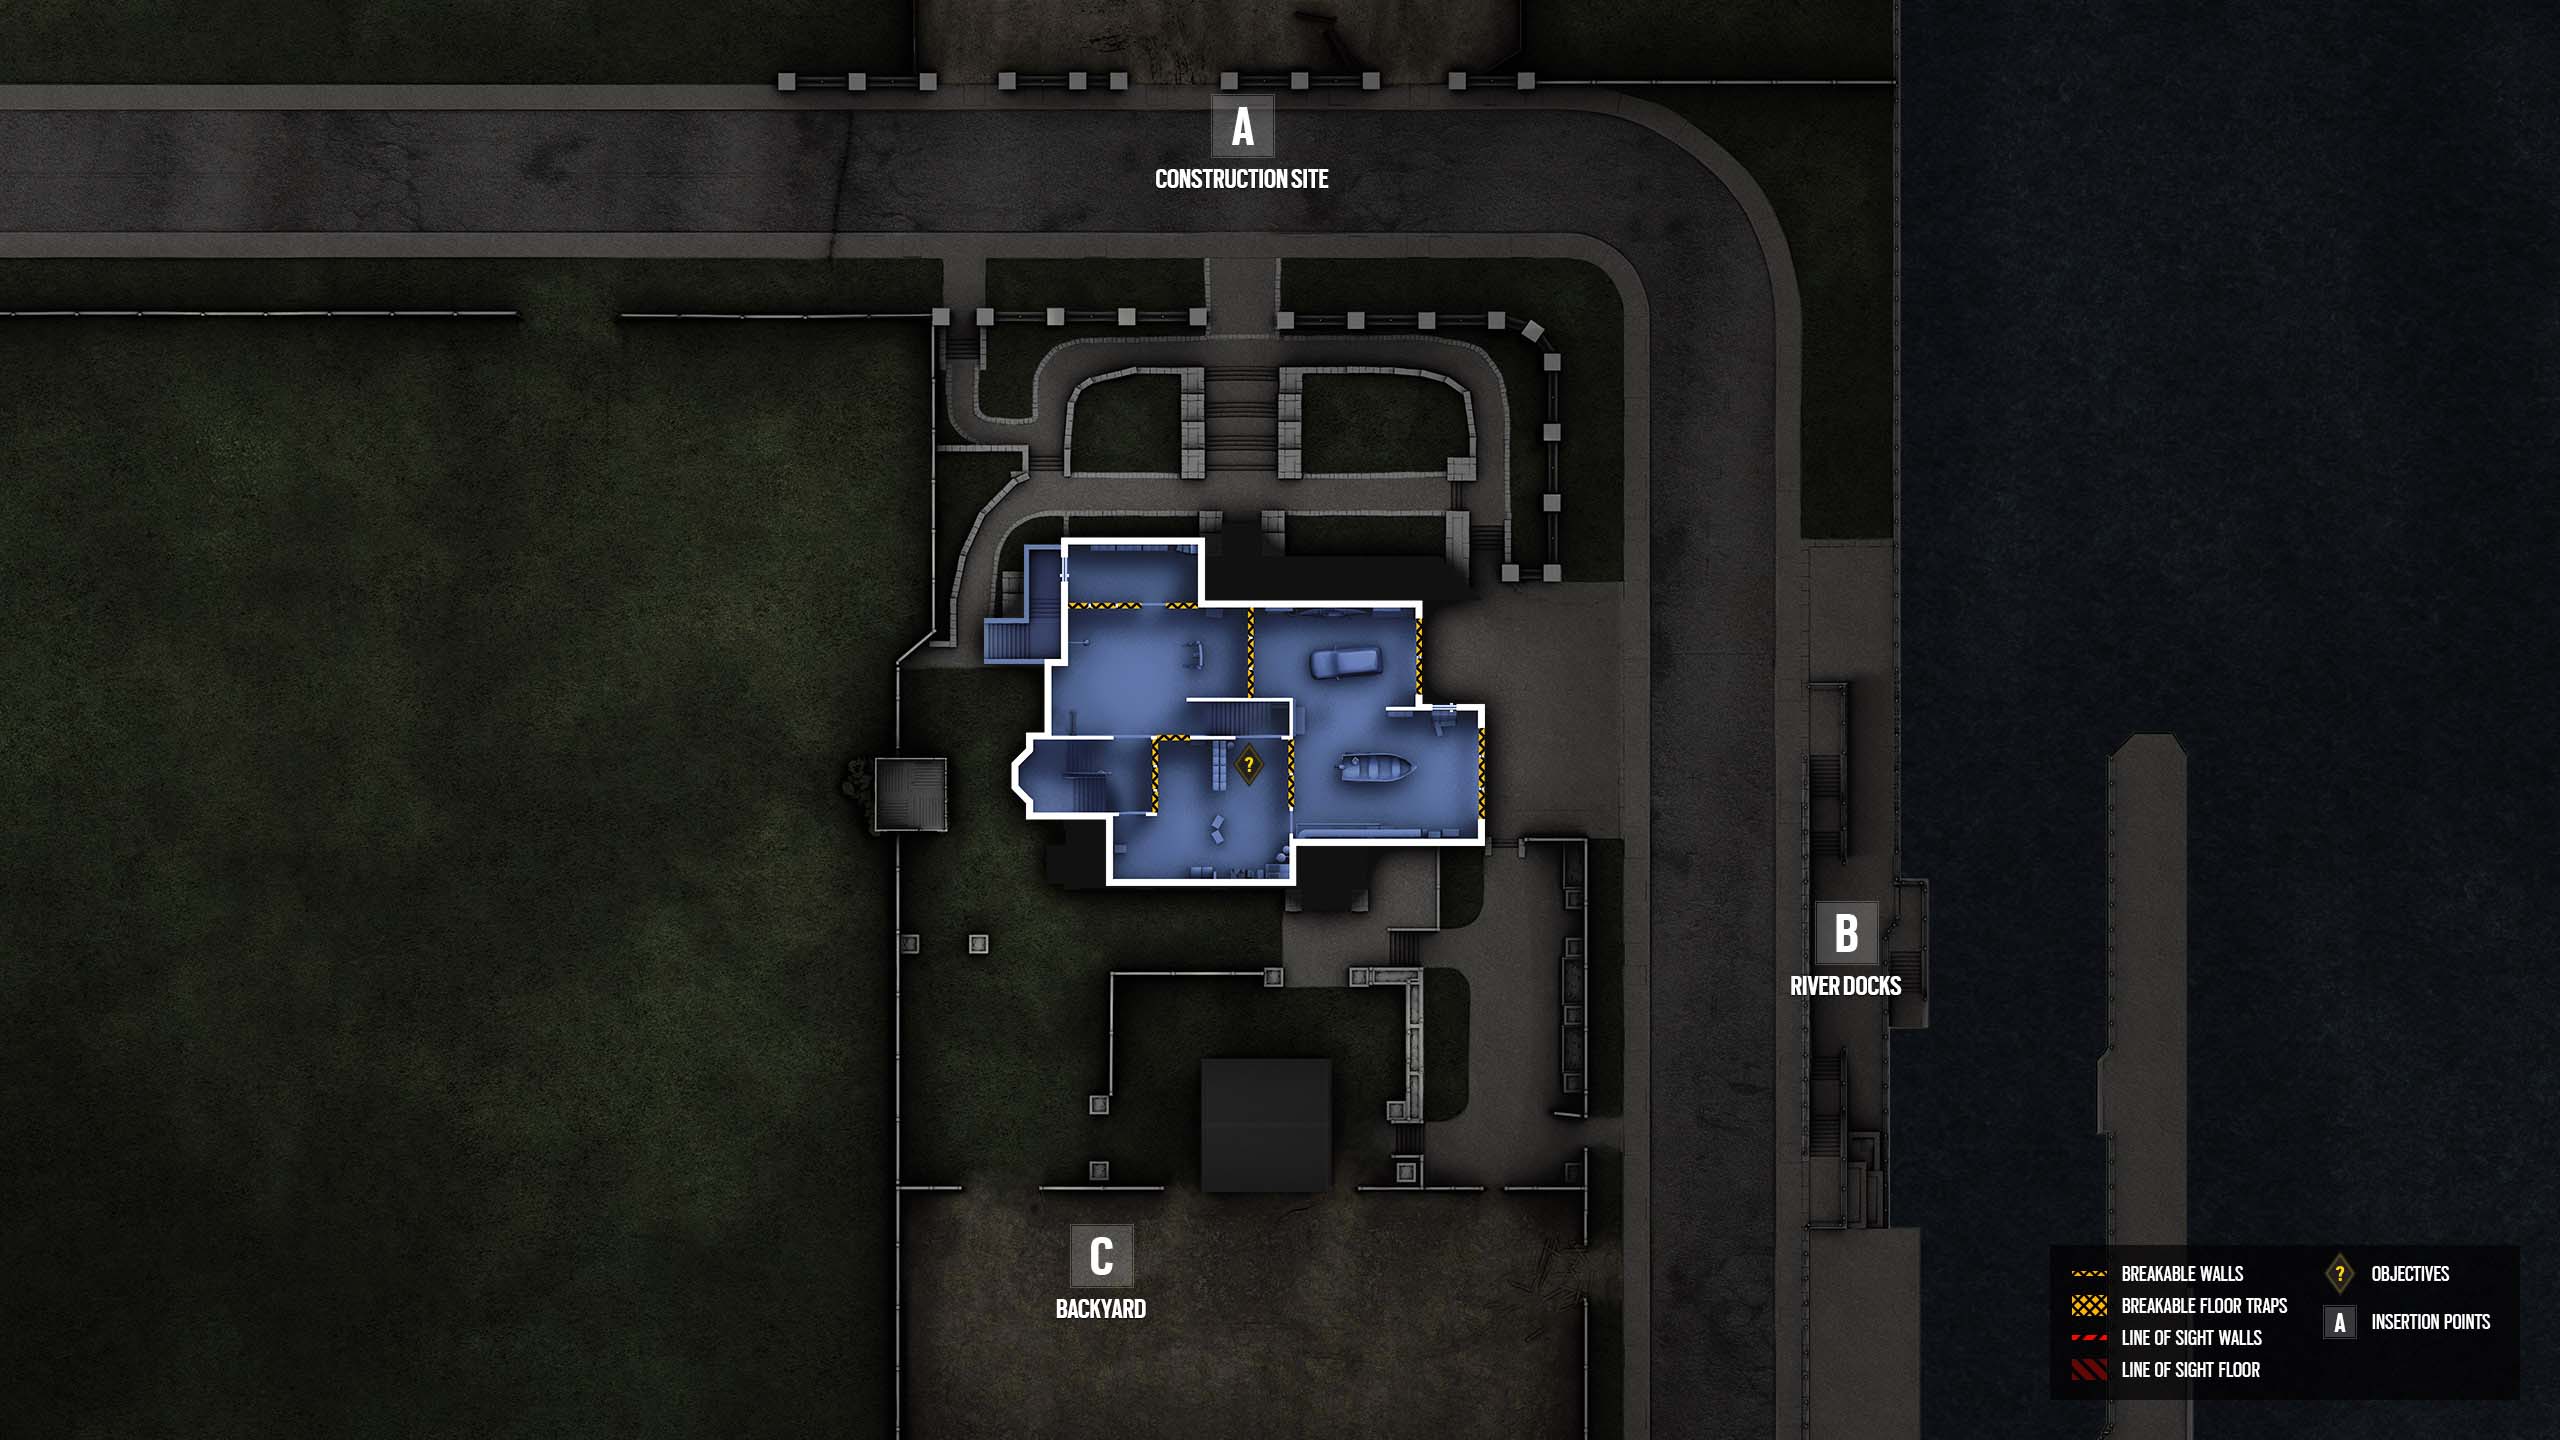 A
CONSTRUCTION SITE
?
B
RIVER DOCKS
C
BACKYARD
BREAKABLE WALLS
BREAKABLE FLOOR TRAPS
LINE OF SIGHT WALLS
LINE OF SIGHT FLOOR
? OBJECTIVES
A INSERTION POINTS